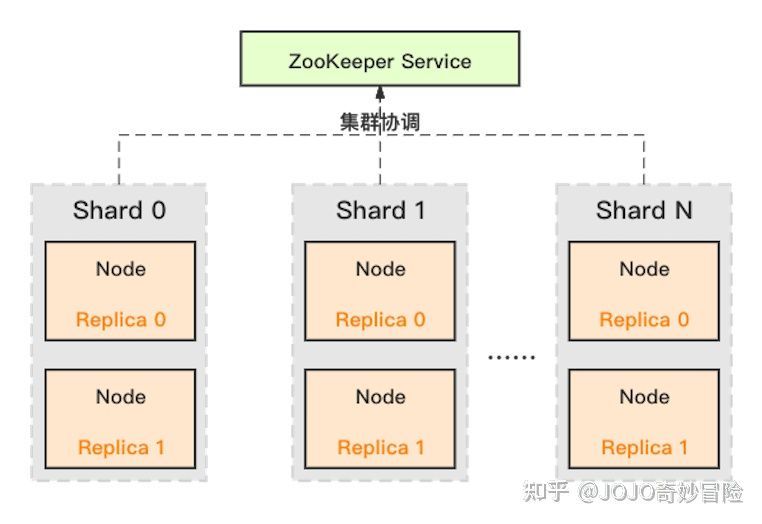 ZooKeeper Service
集群协调
Shard 0
Shard 1
Shard N
Node
Replica 0
Node
Replica 0
Node
Replica 0
......
Node
Replica 1
Node
Replica 1
Node
Replica 1
知乎 @JOJO奇妙冒险